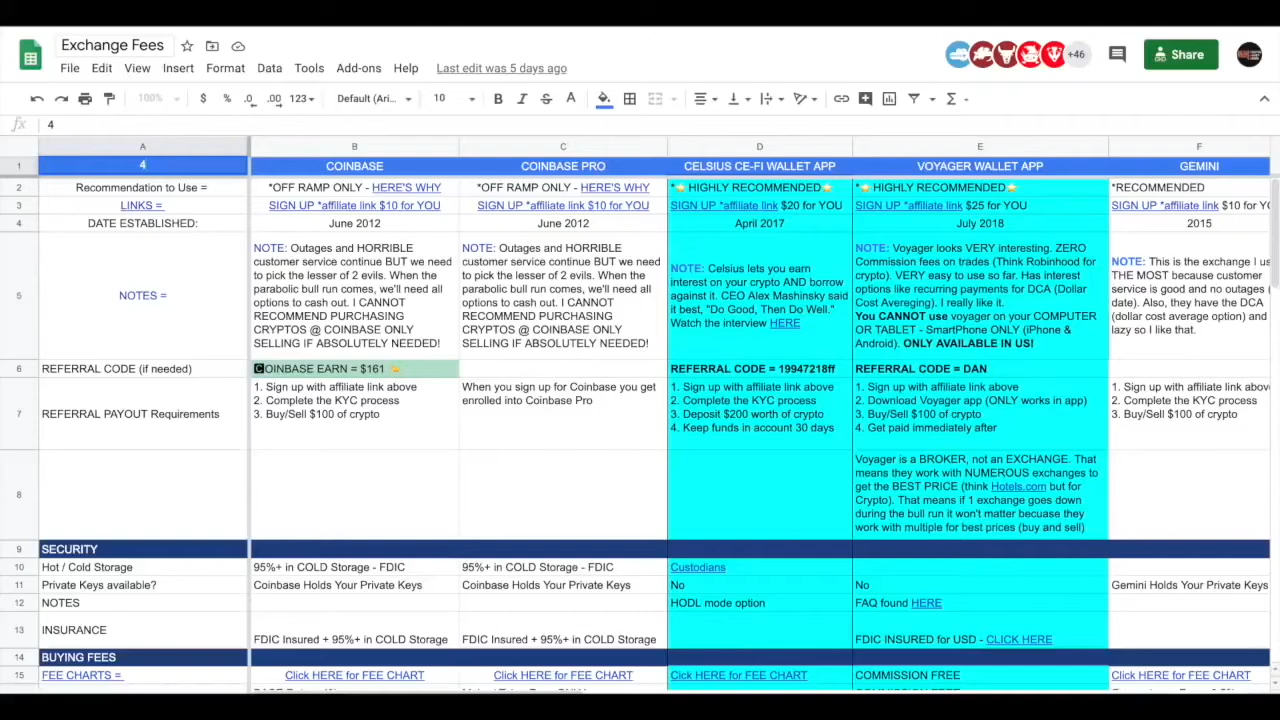 Exchange Fees
+46
Share
File Edit View Insert Format Data Tools Add-ons Help Last edit was 5 days ago
100% $ % .0 .00 123 Default (Ari... 10 B I S A Σ
fx 4
A B C D E F
1 4 COINBASE COINBASE PRO CELSIUS CE-FI WALLET APP VOYAGER WALLET APP GEMINI
2 Recommendation to Use = *OFF RAMP ONLY - HERE'S WHY *OFF RAMP ONLY - HERE'S WHY *⭐HIGHLY RECOMMENDED⭐ *⭐HIGHLY RECOMMENDED⭐ *RECOMMENDED
3 LINKS = SIGN UP *affiliate link $10 for YOU SIGN UP *affiliate link $10 for YOU SIGN UP *affiliate link $20 for YOU SIGN UP *affiliate link $25 for YOU SIGN UP *affiliate link $10 for
4 DATE ESTABLISHED: June 2012 June 2012 April 2017 July 2018 2015
5 NOTES =
NOTE: Outages and HORRIBLE
customer service continue BUT we need
to pick the lesser of 2 evils. When the
parabolic bull run comes, we'll need all
options to cash out. I CANNOT
RECOMMEND PURCHASING
CRYPTOS @ COINBASE ONLY
SELLING IF ABSOLUTELY NEEDED!
NOTE: Outages and HORRIBLE
customer service continue BUT we need
to pick the lesser of 2 evils. When the
parabolic bull run comes, we'll need all
options to cash out. I CANNOT
RECOMMEND PURCHASING
CRYPTOS @ COINBASE ONLY
SELLING IF ABSOLUTELY NEEDED!
NOTE: Celsius lets you earn
interest on your crypto AND borrow
against it. CEO Alex Mashinsky said
it best, "Do Good, Then Do Well."
Watch the interview HERE
NOTE: Voyager looks VERY interesting. ZERO
Commission fees on trades (Think Robinhood for
crypto). VERY easy to use so far. Has interest
options like recurring payments for DCA (Dollar
Cost Avereging). I really like it.
You CANNOT use voyager on your COMPUTER
OR TABLET - SmartPhone ONLY (iPhone &
Android). ONLY AVAILABLE IN US!
NOTE: This is the exchange I us
THE MOST because customer
service is good and no outages (
date). Also, they have the DCA
(dollar cost average option) and
lazy so I like that.
6 REFERRAL CODE (if needed) COINBASE EARN = $161 REFERRAL CODE = 19947218ff REFERRAL CODE = DAN
7 REFERRAL PAYOUT Requirements
1. Sign up with affiliate link above
2. Complete the KYC process
3. Buy/Sell $100 of crypto
When you sign up for Coinbase you get
enrolled into Coinbase Pro
1. Sign up with affiliate link above
2. Complete the KYC process
3. Deposit $200 worth of crypto
4. Keep funds in account 30 days
1. Sign up with affiliate link above
2. Download Voyager app (ONLY works in app)
3. Buy/Sell $100 of crypto
4. Get paid immediately after
1. Sign up with affiliate link above
2. Complete the KYC process
3. Buy/Sell $100 of crypto
8
Voyager is a BROKER, not an EXCHANGE. That
means they work with NUMEROUS exchanges to
get the BEST PRICE (think Hotels.com but for
Crypto). That means if 1 exchange goes down
during the bull run it won't matter becuase they
work with multiple for best prices (buy and sell)
9 SECURITY
10 Hot / Cold Storage 95%+ in COLD Storage - FDIC 95%+ in COLD Storage - FDIC Custodians
11 Private Keys available? Coinbase Holds Your Private Keys Coinbase Holds Your Private Keys No No Gemini Holds Your Private Keys
12 NOTES HODL mode option FAQ found HERE
13 INSURANCE FDIC Insured + 95%+ in COLD Storage FDIC Insured + 95%+ in COLD Storage FDIC INSURED for USD - CLICK HERE
14 BUYING FEES
15 FEE CHARTS = Click HERE for FEE CHART Click HERE for FEE CHART Click HERE for FEE CHART COMMISSION FREE Click HERE for FEE CHART